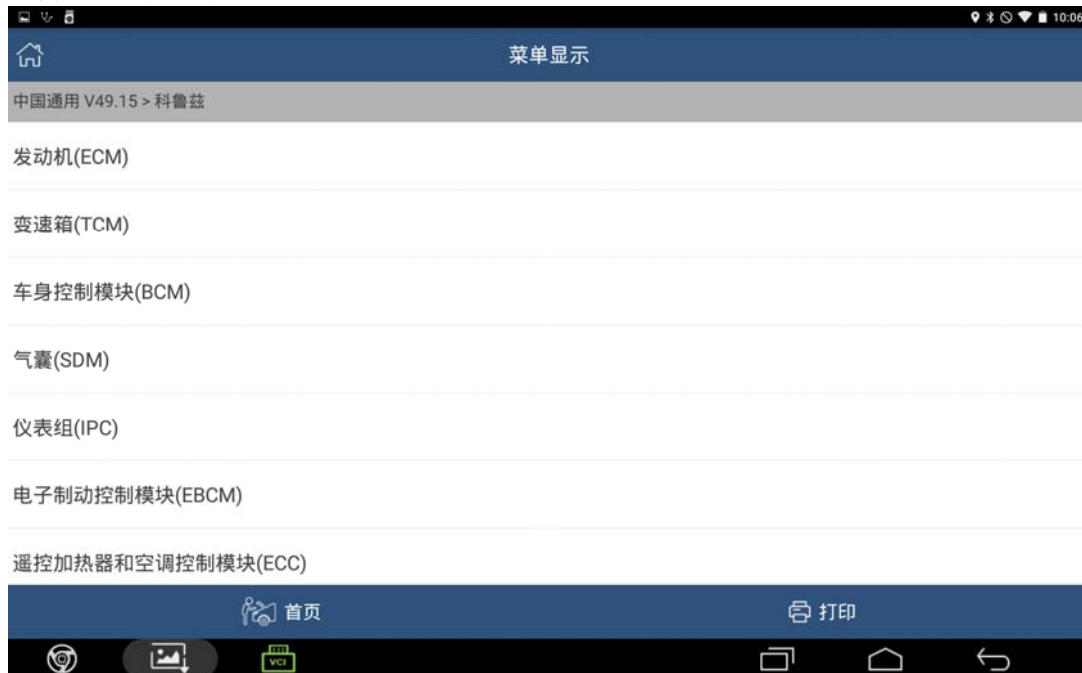 10:06
菜单显示
中国通用 V49.15 > 科鲁兹
发动机(ECM)
变速箱(TCM)
车身控制模块(BCM)
气囊(SDM)
仪表组(IPC)
电子制动控制模块(EBCM)
遥控加热器和空调控制模块(ECC)
首页 打印
VCI